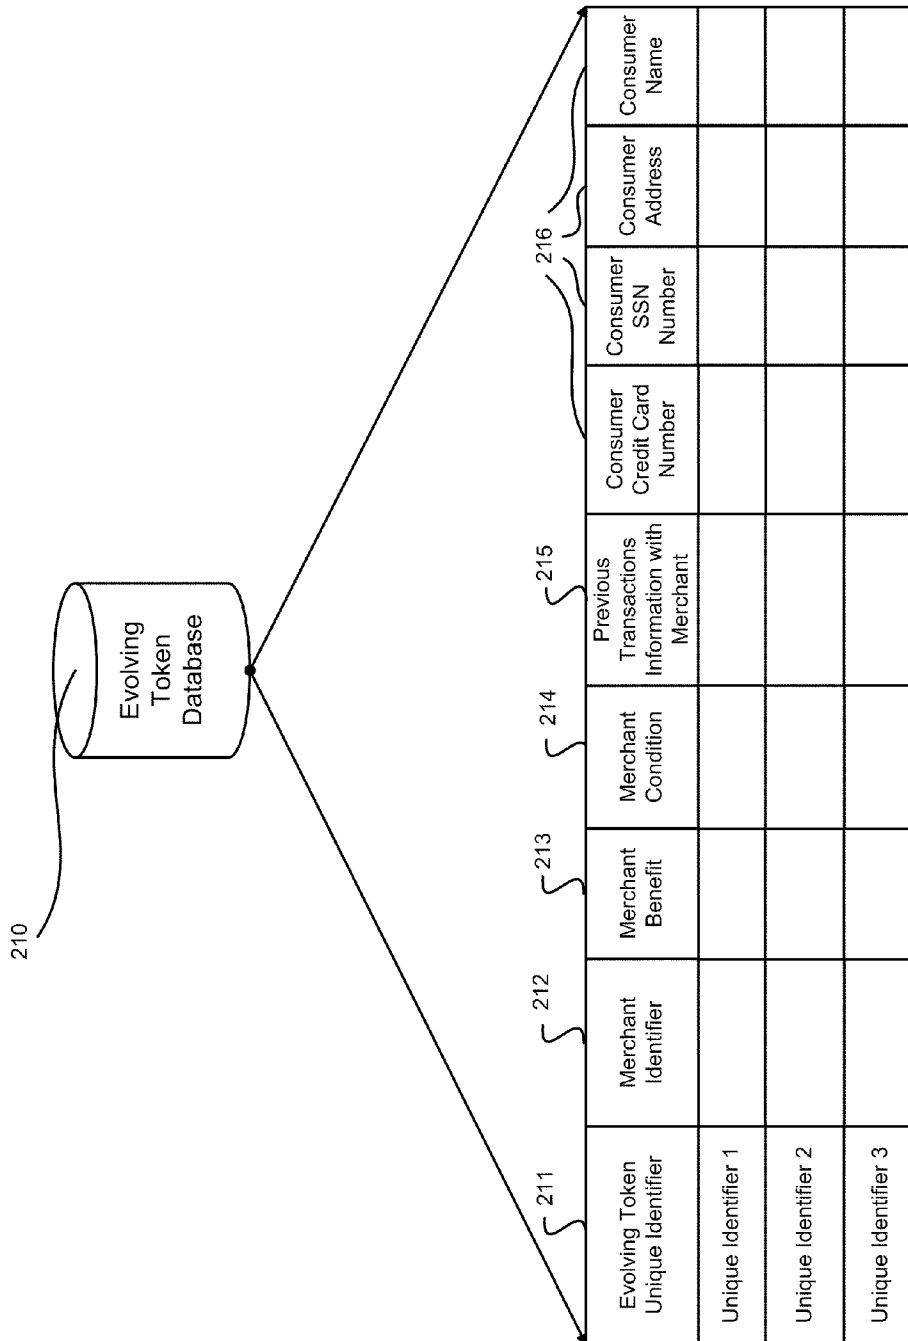 210
Evolving
Token
Database
211
212
213
214
215
216
Evolving Token
Unique Identifier
Merchant
Identifier
Merchant
Benefit
Merchant
Condition
Previous
Transactions
Information with
Merchant
Consumer
Credit Card
Number
Consumer
SSN
Number
Consumer
Address
Consumer
Name
Unique Identifier 1
Unique Identifier 2
Unique Identifier 3